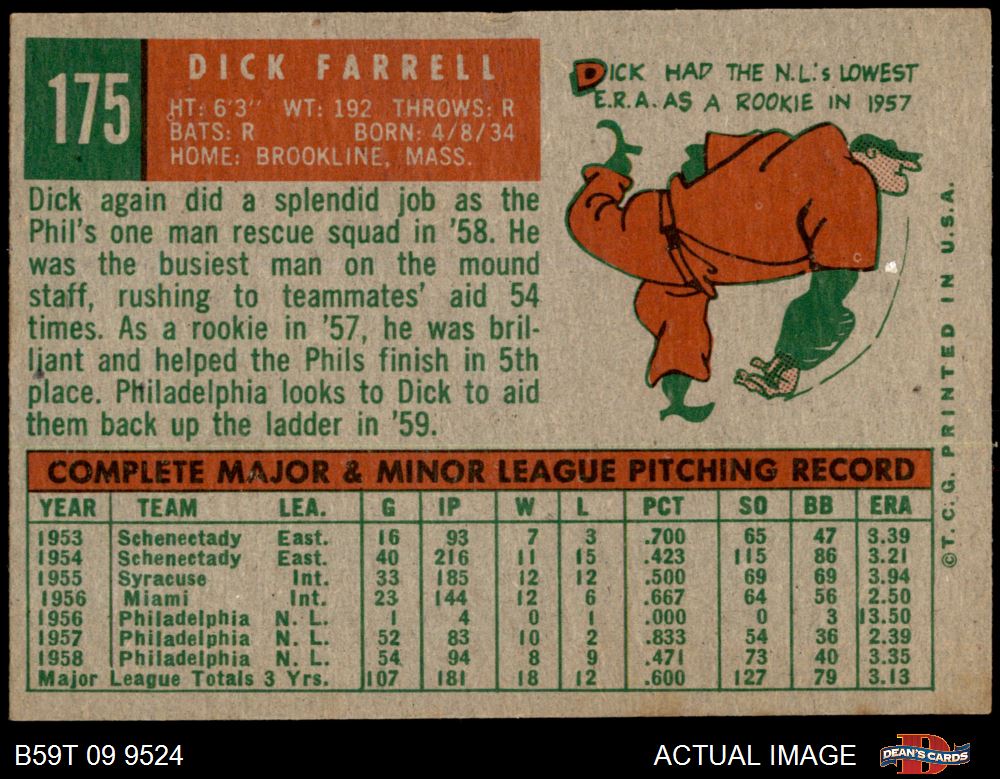 175
DICK FARRELL
HT: 6'3" WT: 192 THROWS: R
BATS: R BORN: 4/8/34
HOME: BROOKLINE, MASS.
DICK HAD THE N.L.'s LOWEST
E.R.A. AS A ROOKIE IN 1957
Dick again did a splendid job as the
Phil's one man rescue squad in '58. He
was the busiest man on the mound
staff, rushing to teammates' aid 54
times. As a rookie in '57, he was bril-
liant and helped the Phils finish in 5th
place. Philadelphia looks to Dick to aid
them back up the ladder in '59.
COMPLETE MAJOR & MINOR LEAGUE PITCHING RECORD
YEAR TEAM LEA. G IP W L PCT SO BB ERA
1953 Schenectady East. 16 93 7 3 .700 65 47 3.39
1954 Schenectady East. 40 216 11 15 .423 115 86 3.21
1955 Syracuse Int. 33 185 12 12 .500 69 69 3.94
1956 Miami Int. 23 144 12 6 .667 64 56 2.50
1956 Philadelphia N. L. 1 4 0 1 .000 0 3 13.50
1957 Philadelphia N. L. 52 83 10 2 .833 54 36 2.39
1958 Philadelphia N. L. 54 94 8 9 .471 73 40 3.35
Major League Totals 3 Yrs. 107 181 18 12 .600 127 79 3.13
©T.C.G. PRINTED IN U.S.A.
B59T 09 9524 ACTUAL IMAGE
DEAN'S CARDS